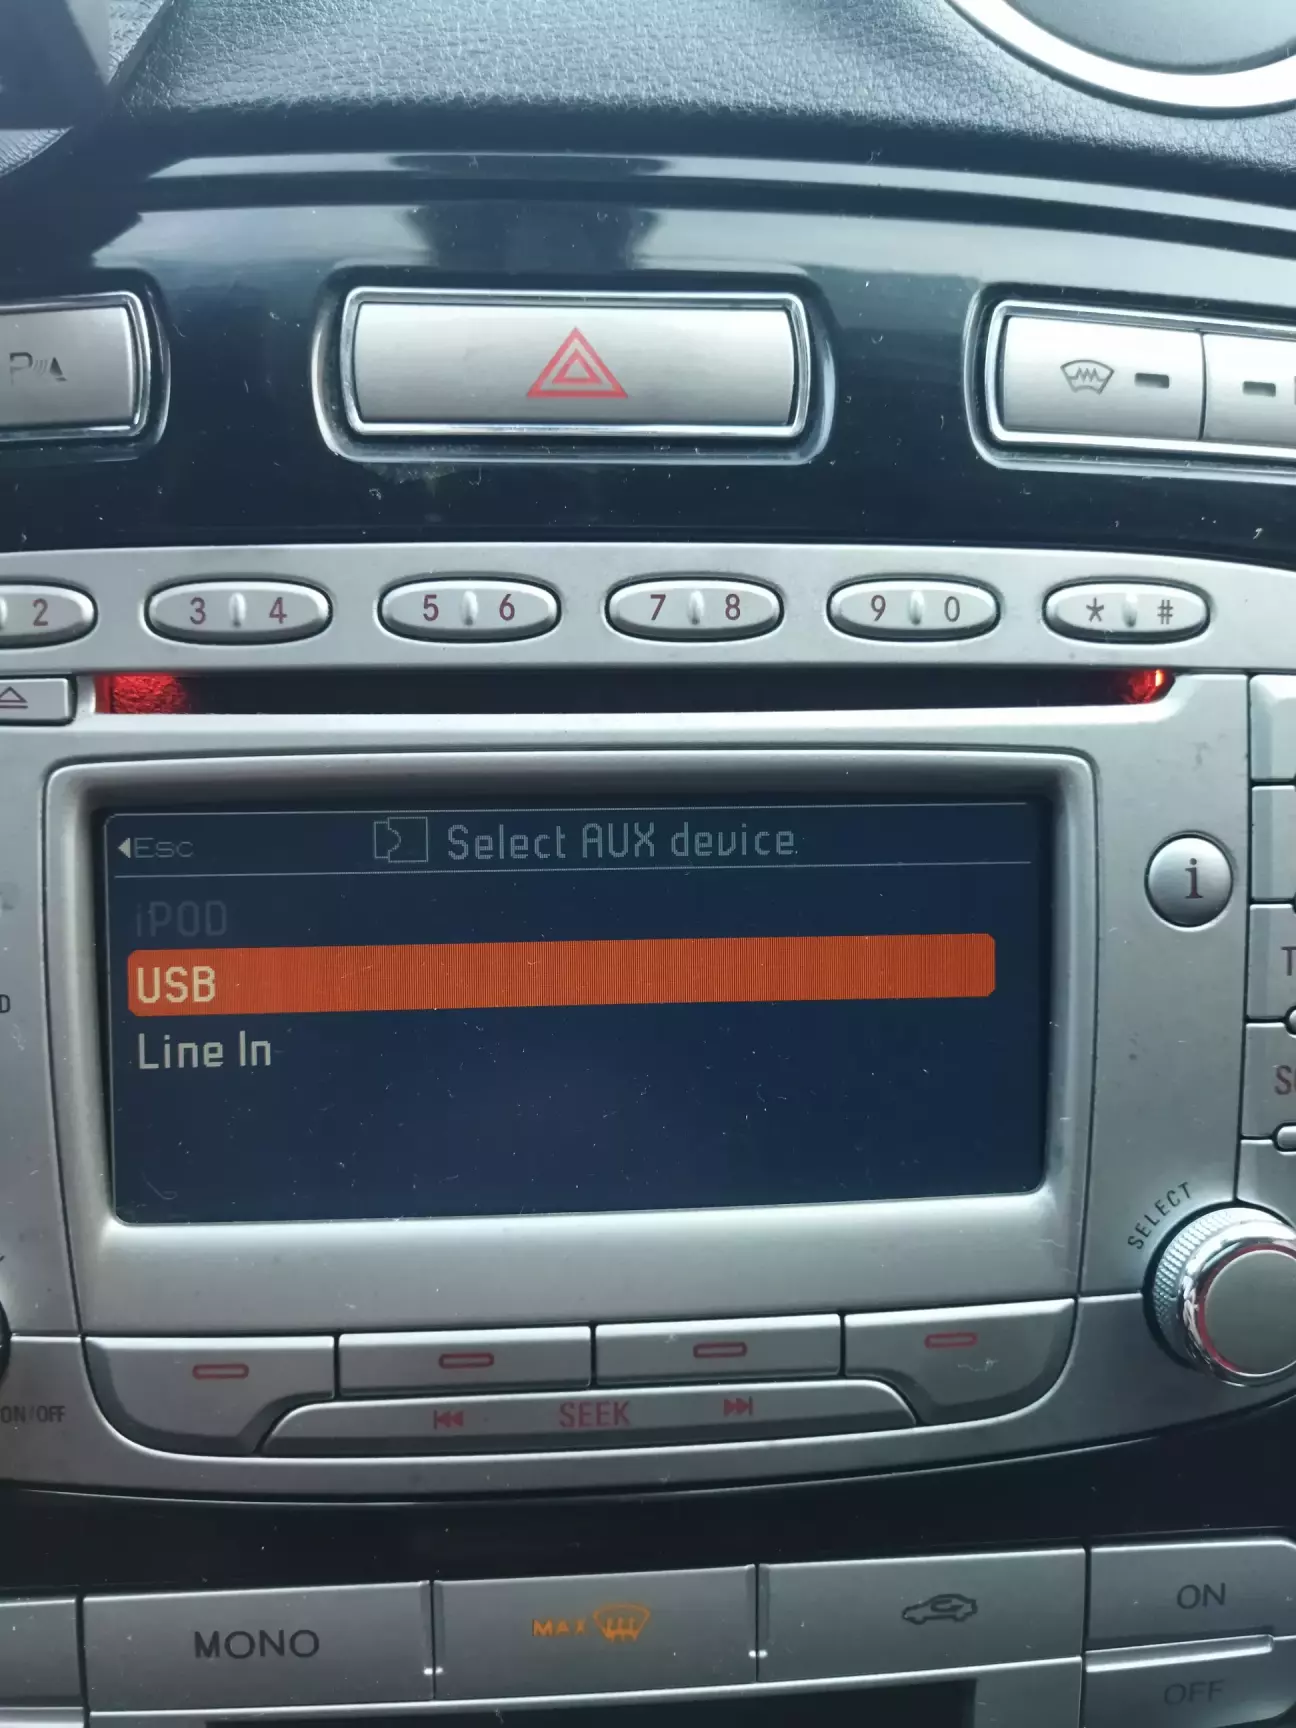 P
2
3 4
5 6
7 8
9 0
* #
i
Esc
Select AUX device
iPOD
USB
Line In
D
T
SELECT
ON/OFF
SEEK
MONO
MAX
ON
OFF